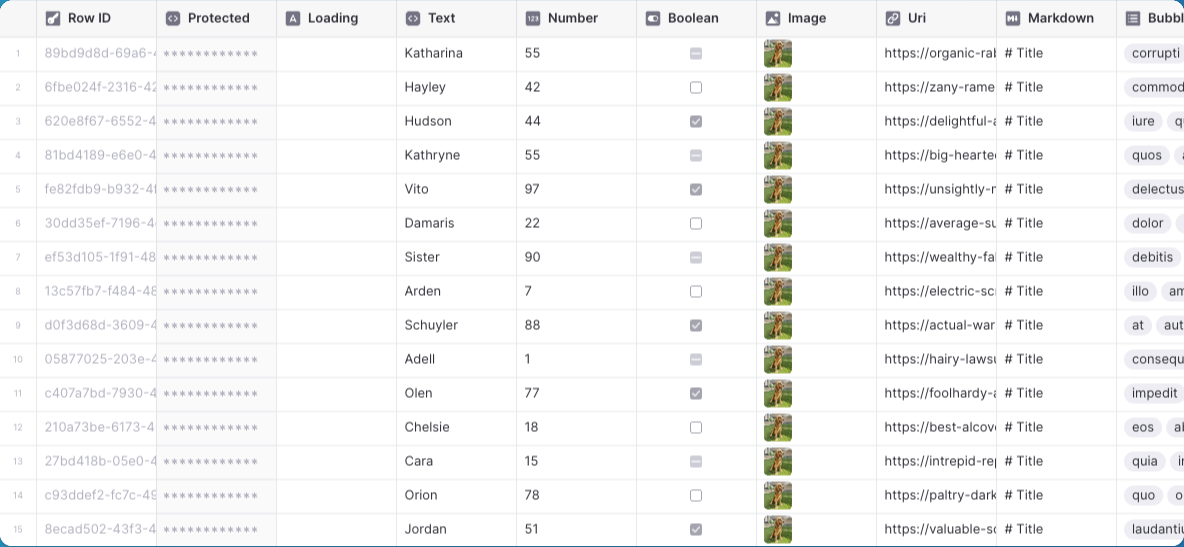 Row ID Protected Loading Text Number Boolean Image Uri Markdown Bubbl
1 89bd9d8d-69a6- ************ Katharina 55 https://organic-ral # Title corrupti
2 6fbe024f-2316-42 ************ Hayley 42 https://zany-rame # Title commod
3 620e8f67-6552-4 ************ Hudson 44 https://delightful-a # Title iure q
4 81bd4189-e6e0-4 ************ Kathryne 55 https://big-hearte # Title quos
5 fe82fdb9-b932-4f ************ Vito 97 https://unsightly-r # Title delectus
6 30dd35ef-7196-4 ************ Damaris 22 https://average-su # Title dolor
7 ef53d105-1f91-48 ************ Sister 90 https://wealthy-fa # Title debitis
8 13c57fb7-f484-48 ************ Arden 7 https://electric-sc # Title illo am
9 d0f3d68d-3609-4 ************ Schuyler 88 https://actual-war # Title at aut
10 05877025-203e-4 ************ Adell 1 https://hairy-lawsu # Title consequ
11 c407a7bd-7930-4 ************ Olen 77 https://foolhardy-a # Title impedit
12 210a73be-6173-4 ************ Chelsie 18 https://best-alcov # Title eos al
13 27bd418b-05e0-4 ************ Cara 15 https://intrepid-rep # Title quia in
14 c93ddef2-fc7c-49 ************ Orion 78 https://paltry-dark # Title quo o
15 8ecad502-43f3-4 ************ Jordan 51 https://valuable-so # Title laudantiu